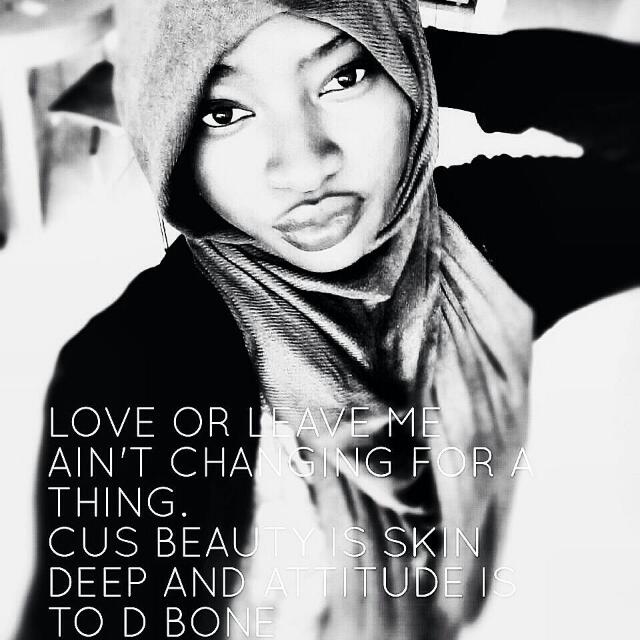 LOVE OR LEAVE ME
AIN'T CHANGING FOR A
THING.
CUS BEAUTY IS SKIN
DEEP AND ATTITUDE IS
TO D BONE